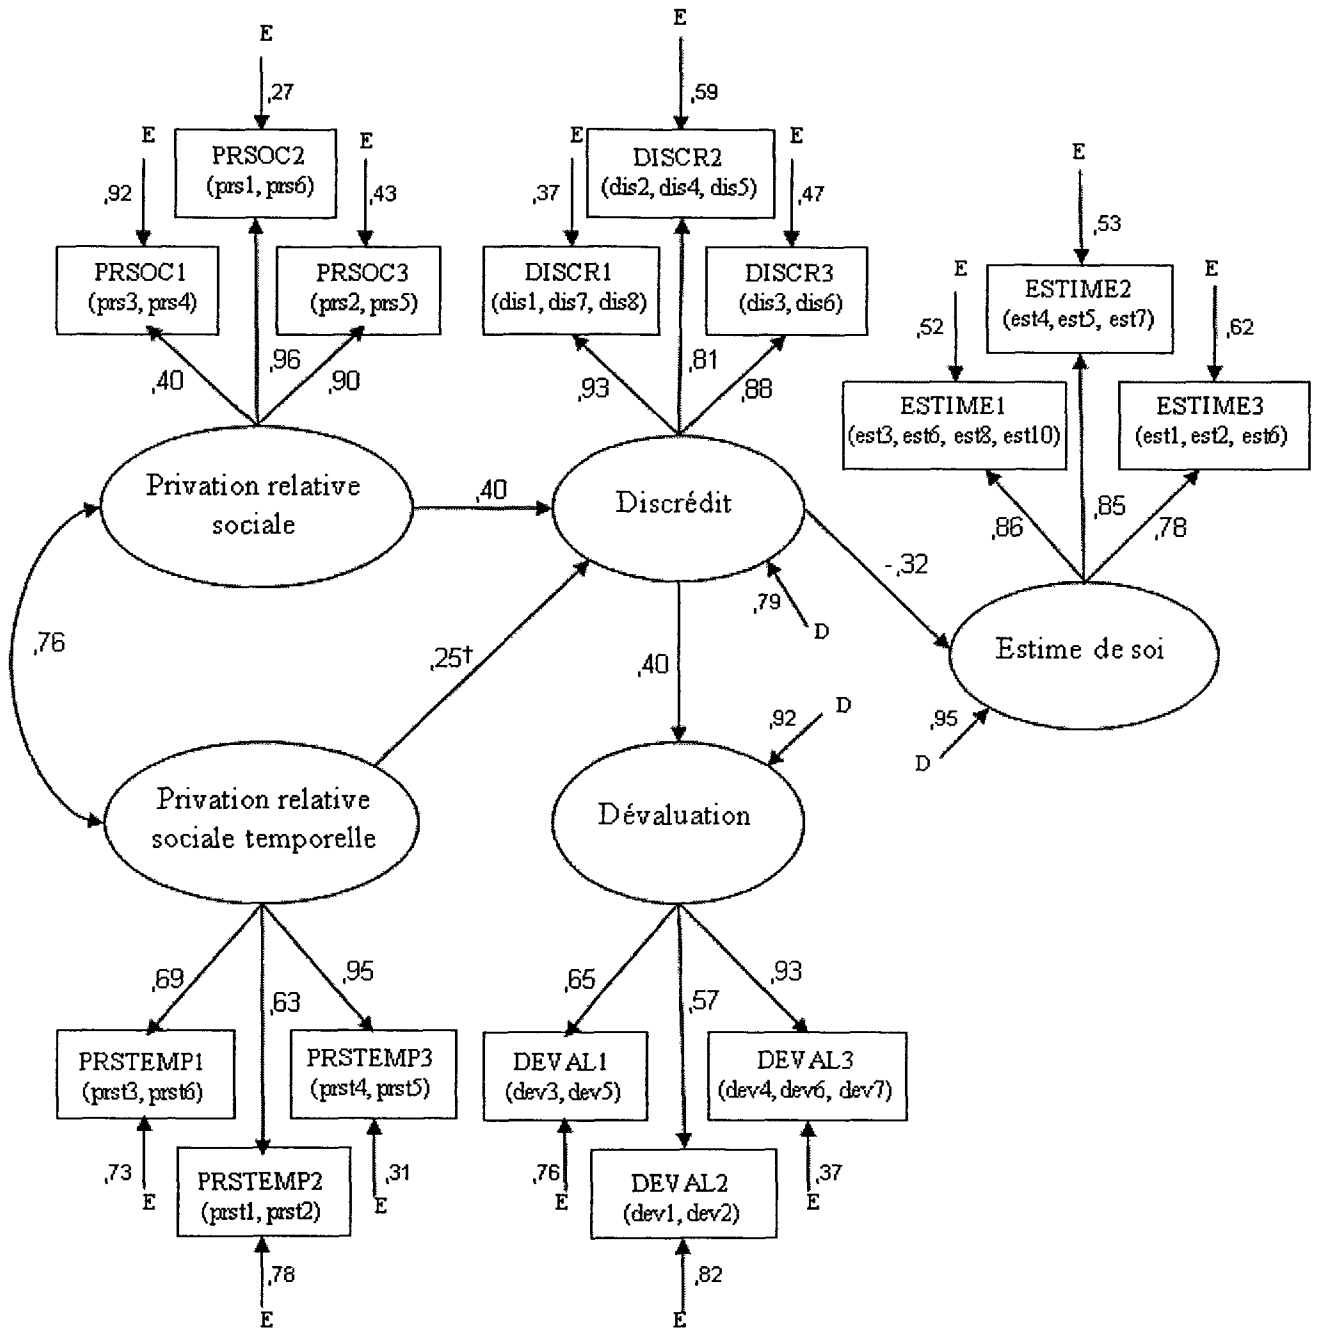 E
E
,27
,59
E
E
E
E
PRSOC2
(prs1, prs6)
DISCR2
(dis2, dis4, dis5)
E
,92
,43
,37
,47
,53
PRSOC1
(prs3, prs4)
PRSOC3
(prs2, prs5)
DISCR1
(dis1, dis7, dis8)
DISCR3
(dis3, dis6)
E
E
ESTIME2
(est4, est5, est7)
,52
,62
,40
,96
,90
,93
,81
,88
ESTIME1
(est3, est6, est8, est10)
ESTIME3
(est1, est2, est6)
Privation relative
sociale
,40
Discrédit
,86
,85
,78
-,32
,79
D
,76
,25†
,40
Estime de soi
,92
D
,95
D
Privation relative
sociale temporelle
Dévaluation
,69
,63
,95
,65
,57
,93
PRSTEMP1
(prst3, prst6)
PRSTEMP3
(prst4, prst5)
DEVAL1
(dev3, dev5)
DEVAL3
(dev4, dev6, dev7)
,73
E
PRSTEMP2
(prst1, prst2)
,31
E
,76
E
DEVAL2
(dev1, dev2)
,37
E
,78
E
,82
E